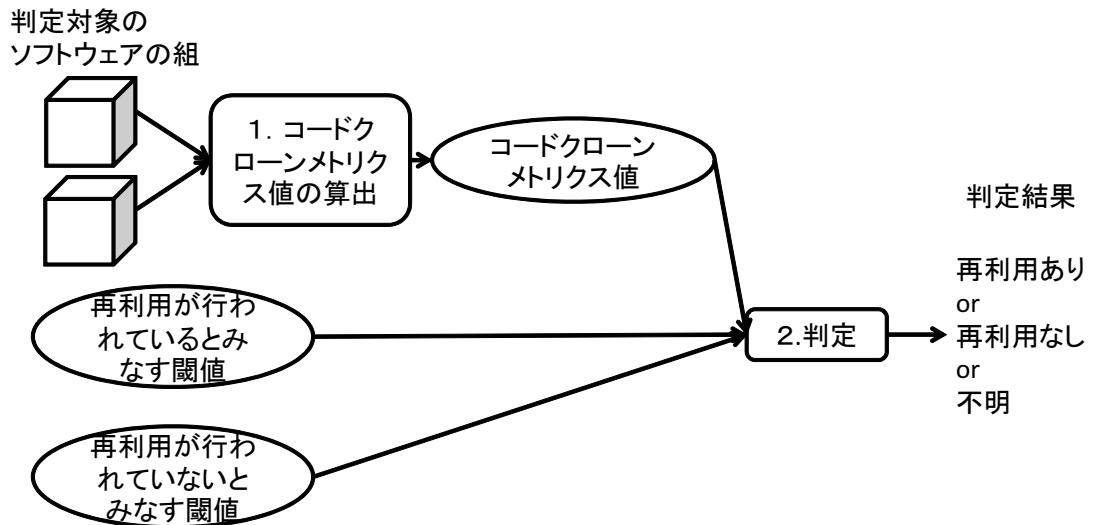 判定対象の
ソフトウェアの組
1．コードク
ローンメトリク
ス値の算出
コードクローン
メトリクス値
再利用が行わ
れているとみ
なす閾値
再利用が行わ
れていないと
みなす閾値
2.判定
判定結果
再利用あり
or
再利用なし
or
不明